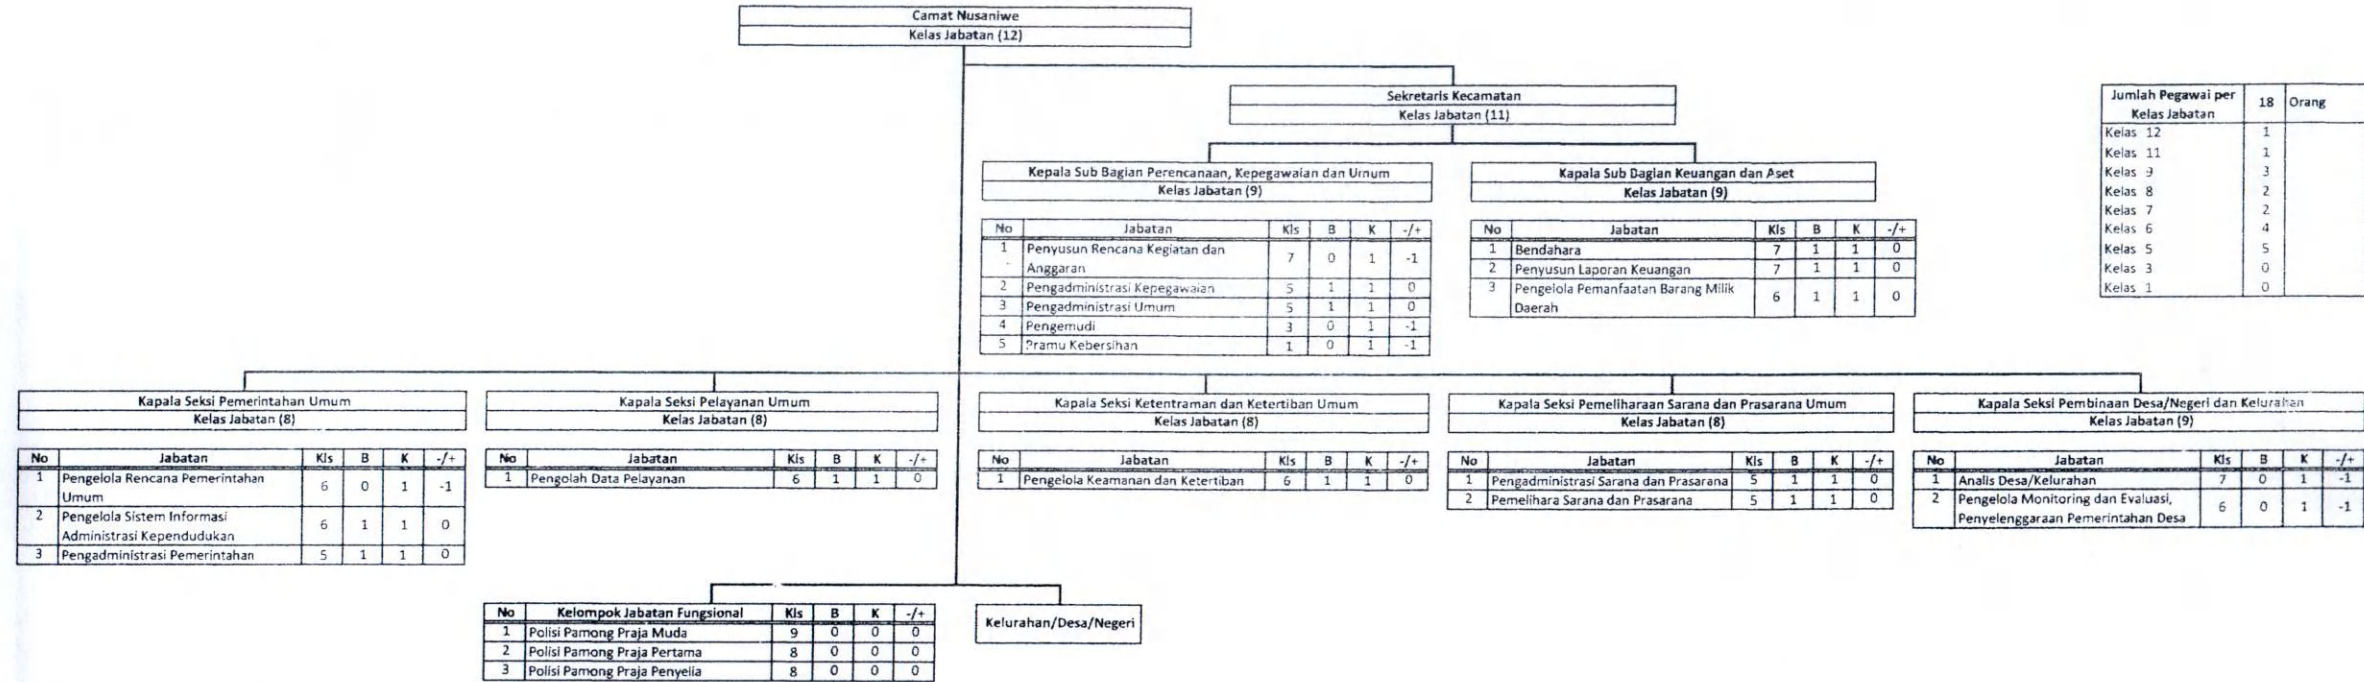 Camat Nusaniwe
Kelas Jabatan (12)
Sekretaris Kecamatan
Kelas Jabatan (11)
Jumlah Pegawai per Kelas Jabatan 18 Orang
Kelas 12 1
Kelas 11 1
Kelas 9 3
Kelas 8 2
Kelas 7 2
Kelas 6 4
Kelas 5 5
Kelas 3 0
Kelas 1 0
Kepala Sub Bagian Perencanaan, Kepegawaian dan Umum
Kelas Jabatan (9)
No Jabatan Kls B K -/+
1 Penyusun Rencana Kegiatan dan
Anggaran 7 0 1 -1
2 Pengadministrasi Kepegawaian 5 1 1 0
3 Pengadministrasi Umum 5 1 1 0
4 Pengemudi 3 0 1 -1
5 Pramu Kebersihan 1 0 1 -1
Kapala Sub Bagian Keuangan dan Aset
Kelas Jabatan (9)
No Jabatan Kls B K -/+
1 Bendahara 7 1 1 0
2 Penyusun Laporan Keuangan 7 1 1 0
3 Pengelola Pemanfaatan Barang Milik
Daerah 6 1 1 0
Kapala Seksi Pemerintahan Umum
Kelas Jabatan (8)
No Jabatan Kls B K -/+
1 Pengelola Rencana Pemerintahan
Umum 6 0 1 -1
2 Pengelola Sistem Informasi
Administrasi Kependudukan 6 1 1 0
3 Pengadministrasi Pemerintahan 5 1 1 0
Kapala Seksi Pelayanan Umum
Kelas Jabatan (8)
No Jabatan Kls B K -/+
1 Pengolah Data Pelayanan 6 1 1 0
Kapala Seksi Ketentraman dan Ketertiban Umum
Kelas Jabatan (8)
No Jabatan Kls B K -/+
1 Pengelola Keamanan dan Ketertiban 6 1 1 0
Kapala Seksi Pemeliharaan Sarana dan Prasarana Umum
Kelas Jabatan (8)
No Jabatan Kls B K -/+
1 Pengadministrasi Sarana dan Prasarana 5 1 1 0
2 Pemelihara Sarana dan Prasarana 5 1 1 0
Kapala Seksi Pembinaan Desa/Negeri dan Kelurahan
Kelas Jabatan (9)
No Jabatan Kls B K -/+
1 Analis Desa/Kelurahan 7 0 1 -1
2 Pengelola Monitoring dan Evaluasi,
Penyelenggaraan Pemerintahan Desa 6 0 1 -1
No Kelompok Jabatan Fungsional Kls B K -/+
1 Polisi Pamong Praja Muda 9 0 0 0
2 Polisi Pamong Praja Pertama 8 0 0 0
3 Polisi Pamong Praja Penyelia 8 0 0 0
Kelurahan/Desa/Negeri